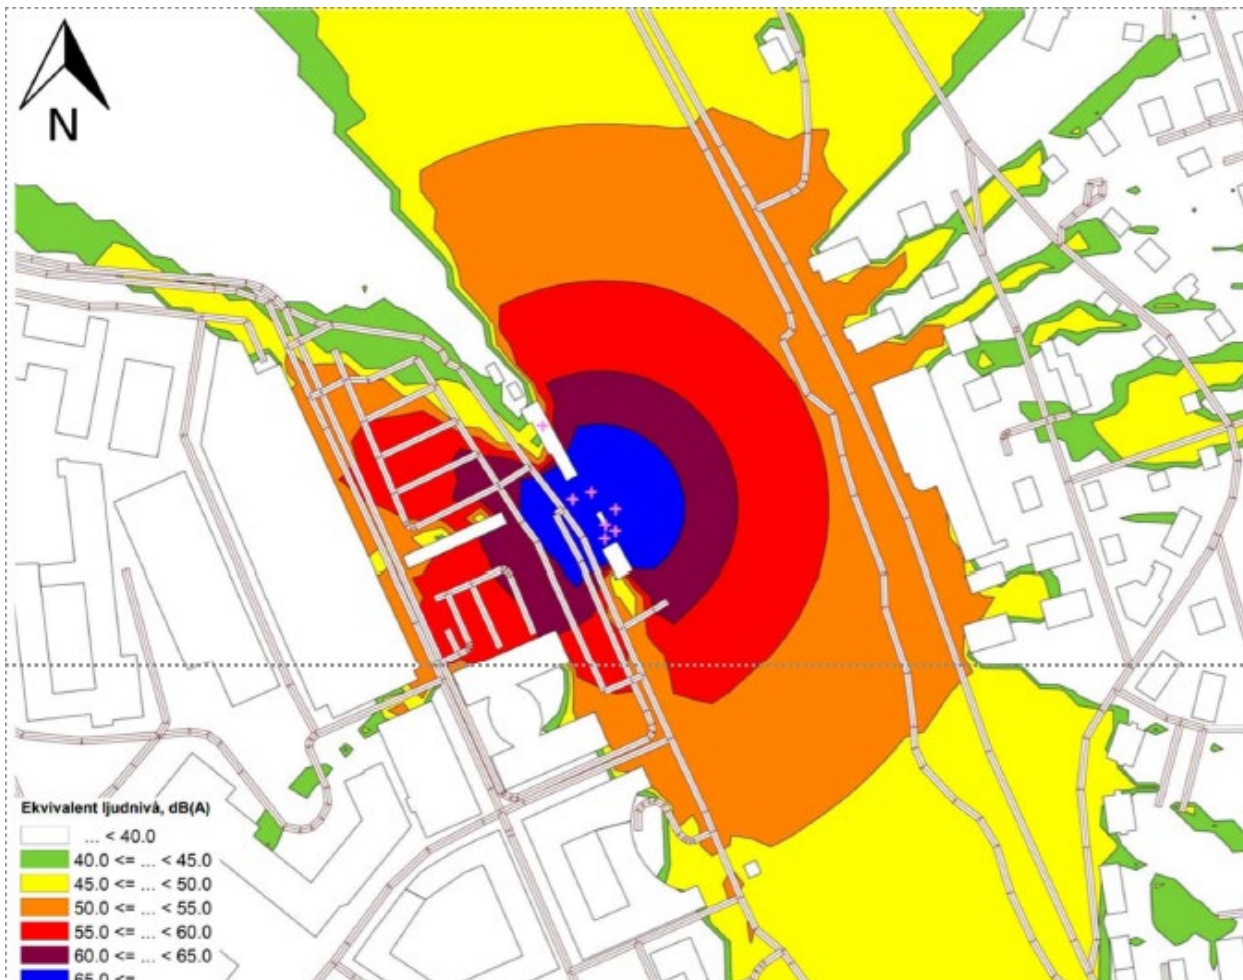 N
Ekvivalent ljudnivå, dB(A)
... < 40.0
40.0 <= ... < 45.0
45.0 <= ... < 50.0
50.0 <= ... < 55.0
55.0 <= ... < 60.0
60.0 <= ... < 65.0
65.0 <= ...